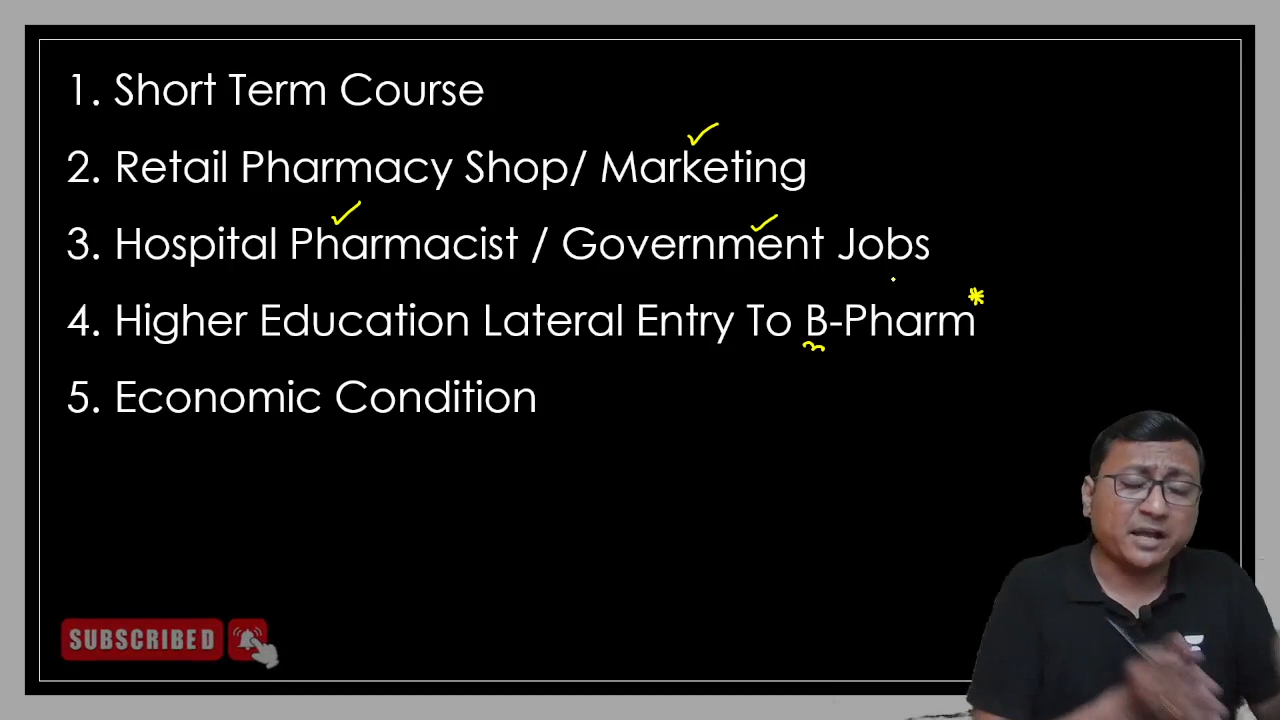 1. Short Term Course
2. Retail Pharmacy Shop/ Marketing
3. Hospital Pharmacist / Government Jobs
4. Higher Education Lateral Entry To B-Pharm*
5. Economic Condition
SUBSCRIBED